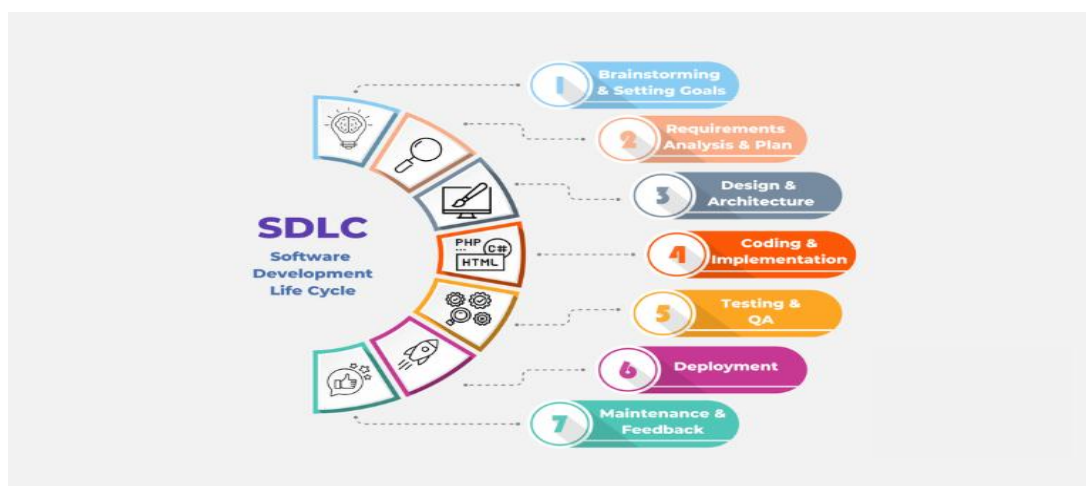 SDLC
Software
Development
Life Cycle
PHP
C#
HTML
1
Brainstorming
& Setting Goals
2
Requirements
Analysis & Plan
3
Design &
Architecture
4
Coding &
Implementation
5
Testing &
QA
6
Deployment
7
Maintenance &
Feedback